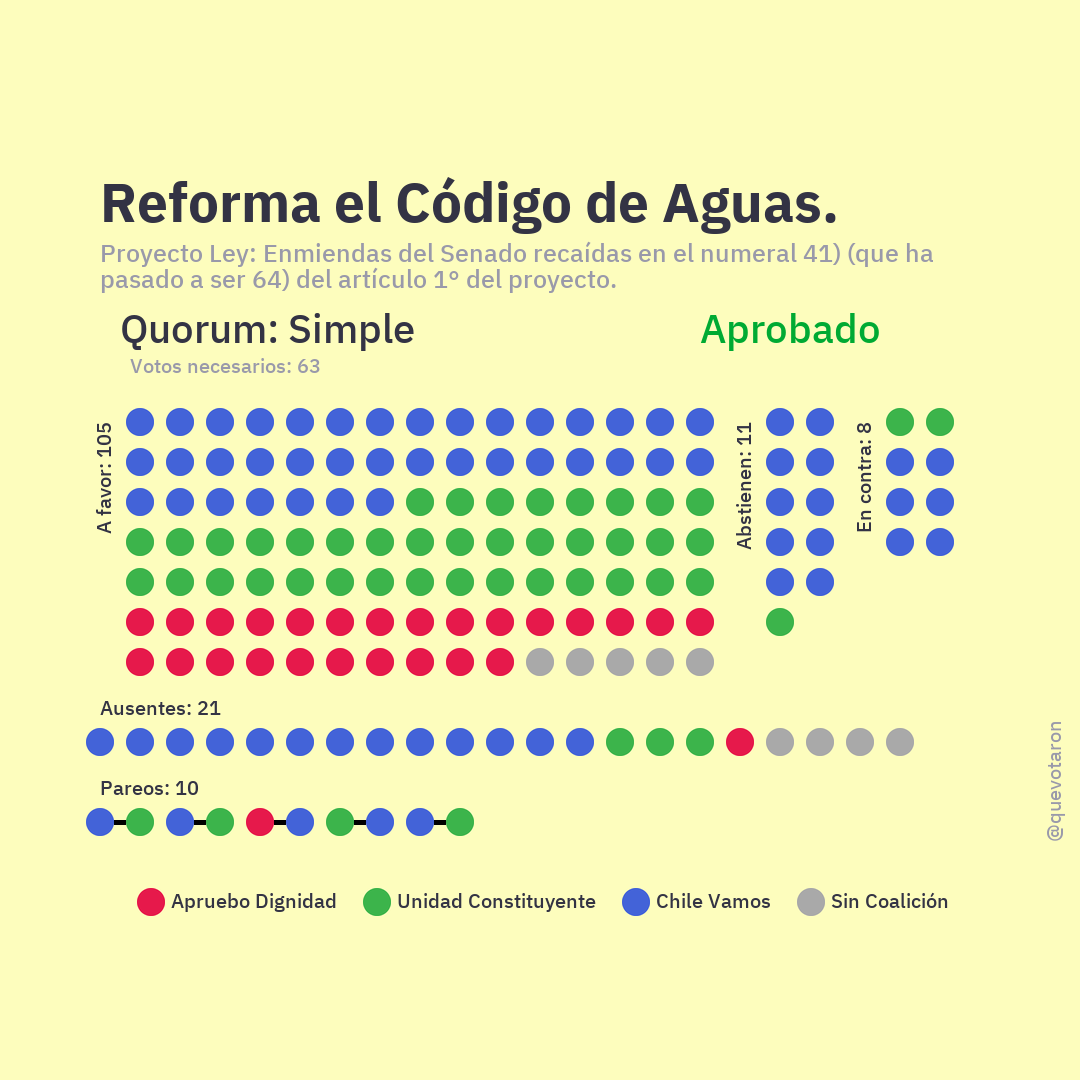 Reforma el Código de Aguas.
Proyecto Ley: Enmiendas del Senado recaídas en el numeral 41) (que ha
pasado a ser 64) del artículo 1° del proyecto.
Quorum: Simple
Aprobado
Votos necesarios: 63
A favor: 105
Abstienen: 11
En contra: 8
Ausentes: 21
Pareos: 10
@quevotaron
Apruebo Dignidad
Unidad Constituyente
Chile Vamos
Sin Coalición